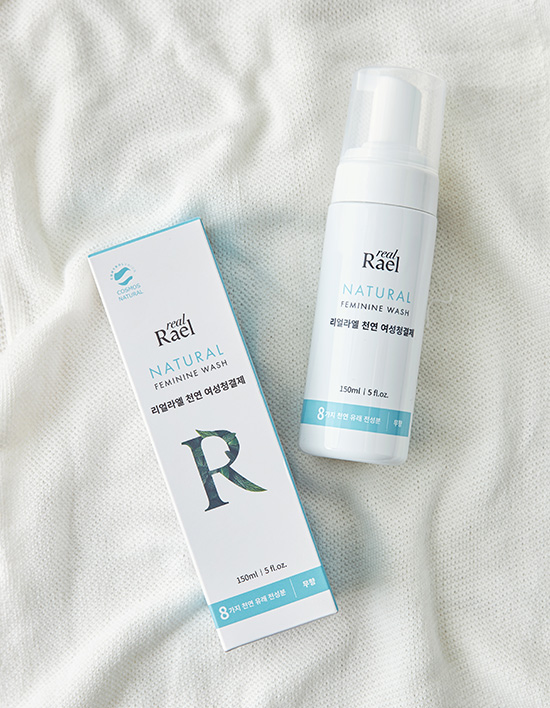 COSMOS
NATURAL
real
Rael
NATURAL
FEMININE WASH
리얼라엘 천연 여성청결제
R
150ml | 5 fl.oz.
8가지 천연 유래 전성분 | 무향
real
Rael
NATURAL
FEMININE WASH
리얼라엘 천연 여성청결제
150ml | 5 fl.oz.
8가지 천연 유래 전성분 | 무향